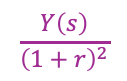 Y(s)
(1 + r)²